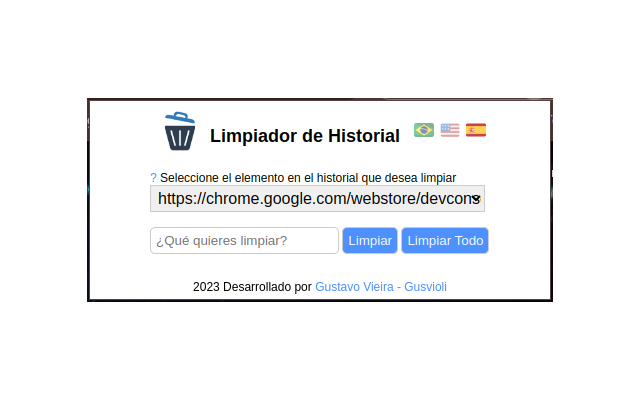 Limpiador de Historial
? Seleccione el elemento en el historial que desea limpiar
https://chrome.google.com/webstore/devcons
¿Qué quieres limpiar? Limpiar Limpiar Todo
2023 Desarrollado por Gustavo Vieira - Gusvioli